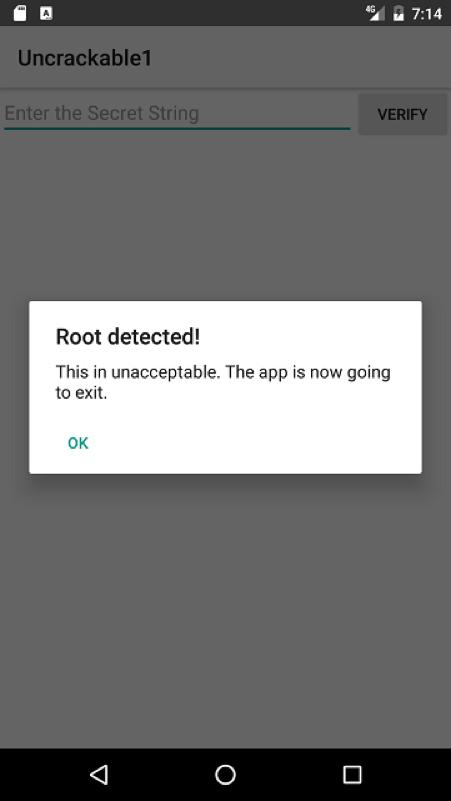 4G 7:14
Uncrackable1
Enter the Secret String
VERIFY
Root detected!
This in unacceptable. The app is now going
to exit.
OK